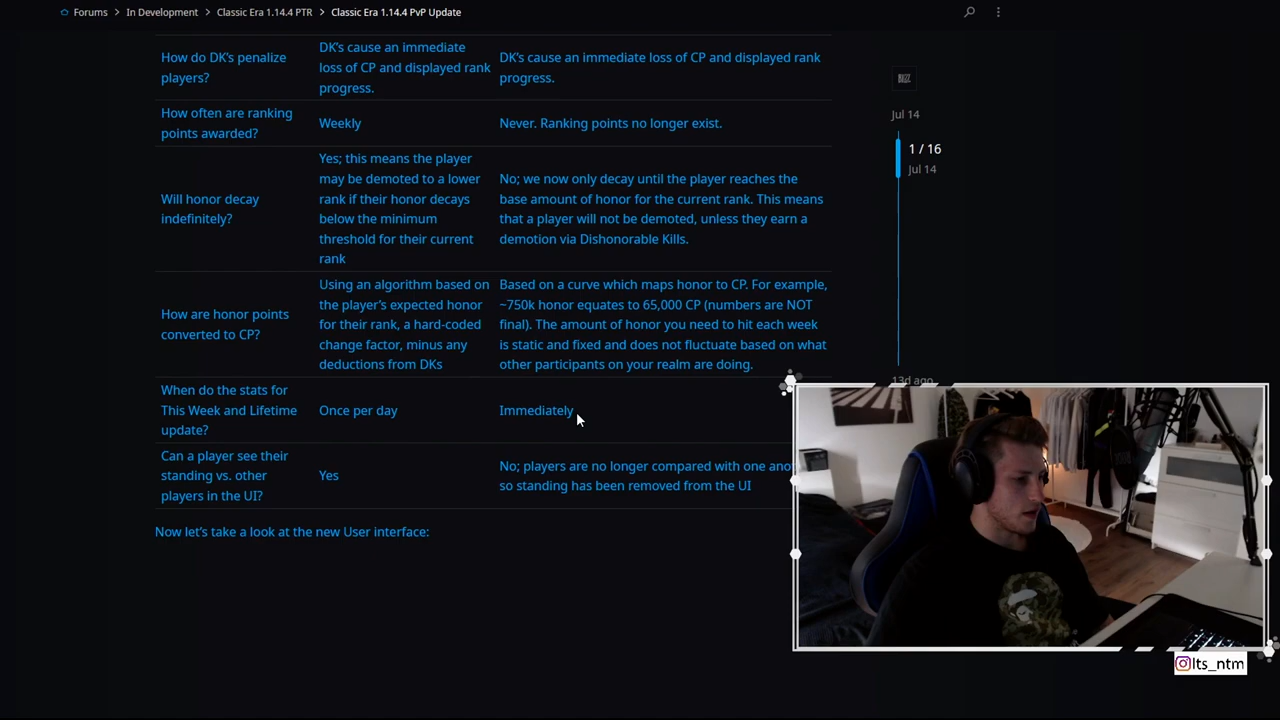 Forums > In Development > Classic Era 1.14.4 PTR > Classic Era 1.14.4 PvP Update
How do DK's penalize
players?
DK's cause an immediate
loss of CP and displayed rank
progress.
DK's cause an immediate loss of CP and displayed rank
progress.
How often are ranking
points awarded?
Weekly
Never. Ranking points no longer exist.
Will honor decay
indefinitely?
Yes; this means the player
may be demoted to a lower
rank if their honor decays
below the minimum
threshold for their current
rank
No; we now only decay until the player reaches the
base amount of honor for the current rank. This means
that a player will not be demoted, unless they earn a
demotion via Dishonorable Kills.
How are honor points
converted to CP?
Using an algorithm based on
the player's expected honor
for their rank, a hard-coded
change factor, minus any
deductions from DKs
Based on a curve which maps honor to CP. For example,
~750k honor equates to 65,000 CP (numbers are NOT
final). The amount of honor you need to hit each week
is static and fixed and does not fluctuate based on what
other participants on your realm are doing.
When do the stats for
This Week and Lifetime
update?
Once per day
Immediately
Can a player see their
standing vs. other
players in the UI?
Yes
No; players are no longer compared with one ano
so standing has been removed from the UI
Now let's take a look at the new User interface:
Jul 14
1 / 16
Jul 14
13d ago
Its_ntm